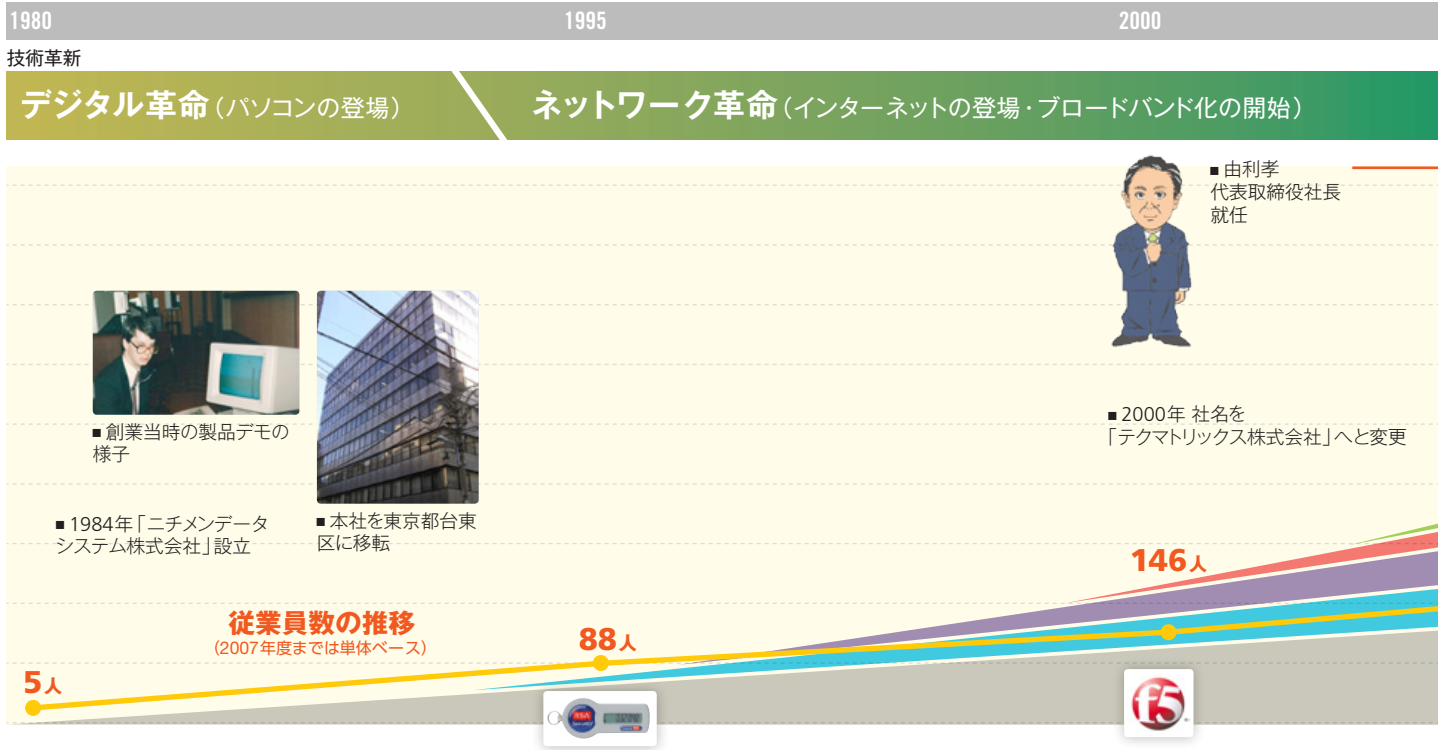 1980
1995
2000
技術革新
デジタル革命（パソコンの登場）
ネットワーク革命（インターネットの登場・ブロードバンド化の開始）
■ 由利孝
代表取締役社長
就任
■ 創業当時の製品デモの
様子
■ 本社を東京都台東
区に移転
■ 1984年「ニチメンデータ
システム株式会社」設立
■ 2000年 社名を
「テクマトリックス株式会社」へと変更
従業員数の推移
（2007年度までは単体ベース）
5人
88人
146人
RSA
f5